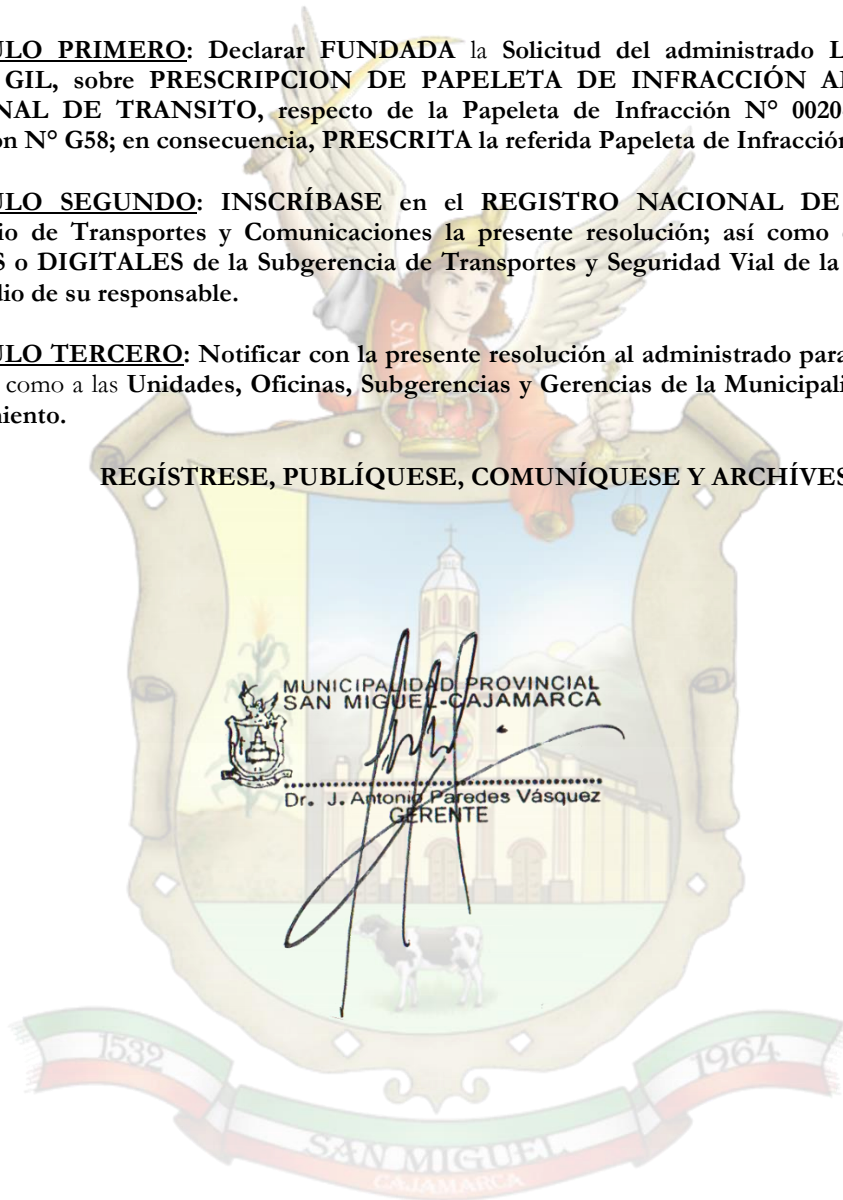 ULO PRIMERO: Declarar FUNDADA la Solicitud del administrado L
GIL, sobre PRESCRIPCION DE PAPELETA DE INFRACCIÓN A
NAL DE TRANSITO, respecto de la Papeleta de Infracción N° 0020
ón N° G58; en consecuencia, PRESCRITA la referida Papeleta de Infracción
ULO SEGUNDO: INSCRÍBASE en el REGISTRO NACIONAL DE
io de Transportes y Comunicaciones la presente resolución; así como
S o DIGITALES de la Subgerencia de Transportes y Seguridad Vial de la
dio de su responsable.
ULO TERCERO: Notificar con la presente resolución al administrado para
como a las Unidades, Oficinas, Subgerencias y Gerencias de la Municipali
niento.
REGÍSTRESE, PUBLÍQUESE, COMUNÍQUESE Y ARCHÍVES
MUNICIPALIDAD PROVINCIAL
SAN MIGUEL-CAJAMARCA
Dr. J. Antonio Paredes Vásquez
GERENTE
1532 1964
SAN MIGUEL
CAJAMARCA